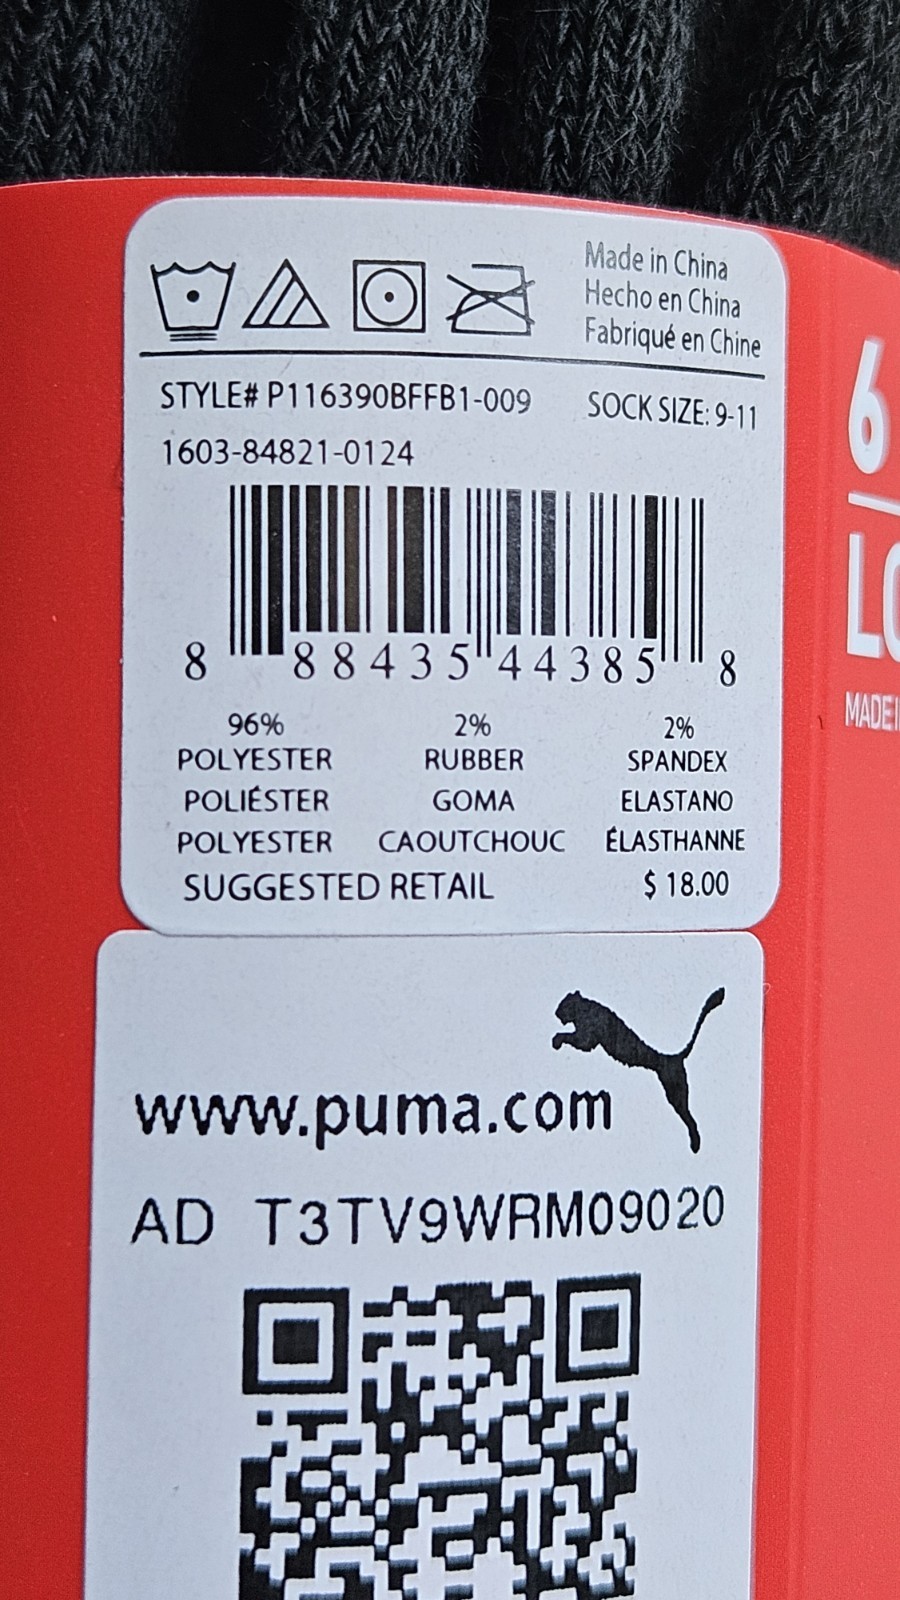 Made in China
Hecho en China
Fabriqué en Chine
STYLE# P116390BFFB1-009 SOCK SIZE: 9-11
1603-84821-0124
8 88435 44385 8
96% 2% 2%
POLYESTER RUBBER SPANDEX
POLIÉSTER GOMA ELASTANO
POLYESTER CAOUTCHOUC ÉLASTHANNE
SUGGESTED RETAIL $ 18.00
www.puma.com
AD T3TV9WRM09020
6
MADE